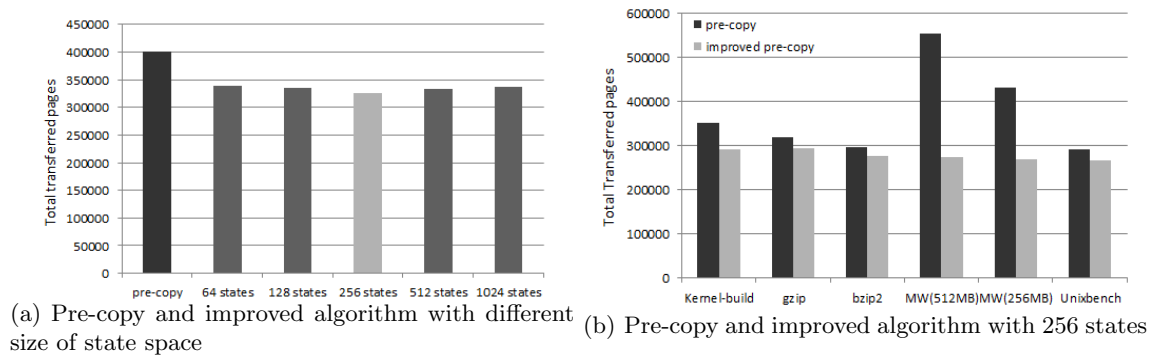 450000
400000
350000
300000
250000
200000
150000
100000
50000
0
Total transferred pages
pre-copy 64 states 128 states 256 states 512 states 1024 states
(a) Pre-copy and improved algorithm with different
size of state space
600000
500000
400000
300000
200000
100000
0
Total Transferred pages
pre-copy
improved pre-copy
Kernel-build gzip bzip2 MW(512MB) MW(256MB) Unixbench
(b) Pre-copy and improved algorithm with 256 states